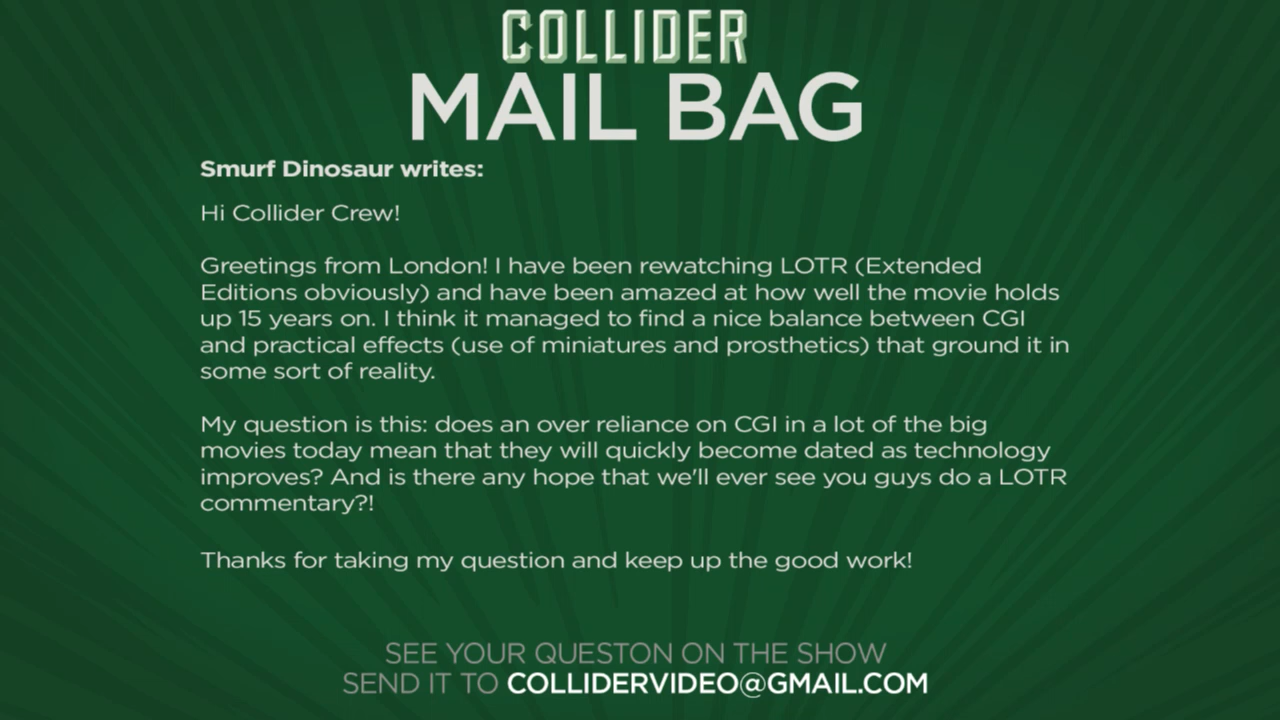 COLLIDER
MAIL BAG
Smurf Dinosaur writes:
Hi Collider Crew!
Greetings from London! I have been rewatching LOTR (Extended
Editions obviously) and have been amazed at how well the movie holds
up 15 years on. I think it managed to find a nice balance between CGI
and practical effects (use of miniatures and prosthetics) that ground it in
some sort of reality.
My question is this: does an over reliance on CGI in a lot of the big
movies today mean that they will quickly become dated as technology
improves? And is there any hope that we'll ever see you guys do a LOTR
commentary?!
Thanks for taking my question and keep up the good work!
SEE YOUR QUESTON ON THE SHOW
SEND IT TO COLLIDERVIDEO@GMAIL.COM